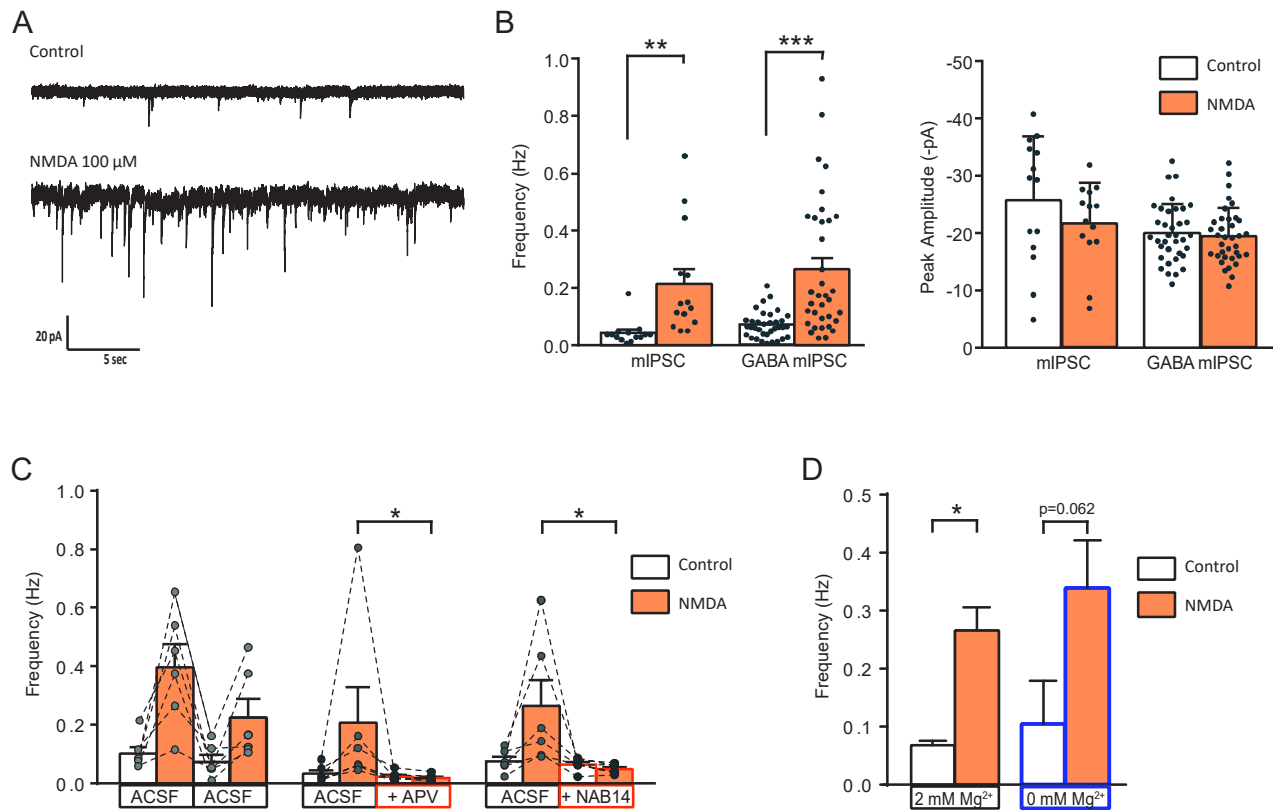 A
Control
NMDA 100 µM
20 pA
5 sec
B
Frequency (Hz)
1.0
0.8
0.6
0.4
0.2
0.0
**
***
mIPSC
GABA mIPSC
Peak Amplitude (-pA)
-50
-40
-30
-20
-10
0
Control
NMDA
mIPSC
GABA mIPSC
C
Frequency (Hz)
1.0
0.8
0.6
0.4
0.2
0.0
*
*
Control
NMDA
ACSF
ACSF
ACSF
+ APV
ACSF
+ NAB14
D
Frequency (Hz)
0.5
0.4
0.3
0.2
0.1
0.0
*
p=0.062
Control
NMDA
2 mM Mg²⁺
0 mM Mg²⁺